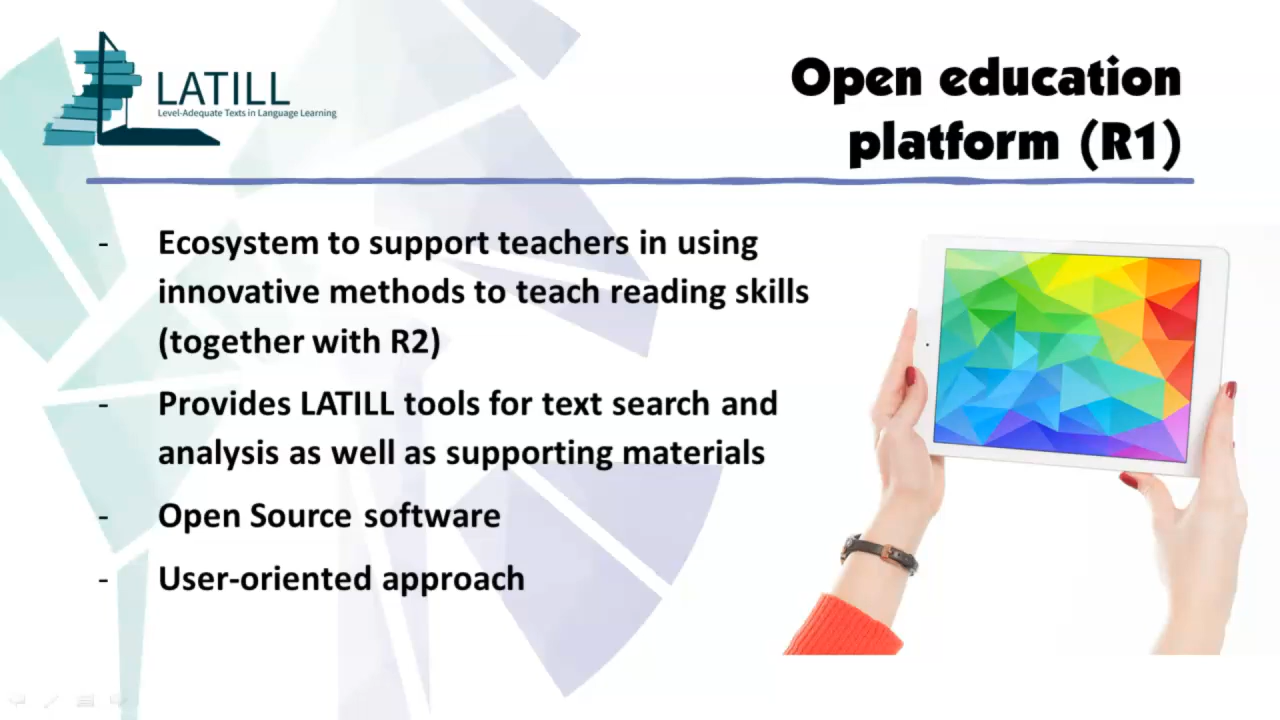 LATILL
Level-Adequate Texts in Language Learning
Open education
platform (R1)
- Ecosystem to support teachers in using
innovative methods to teach reading skills
(together with R2)
- Provides LATILL tools for text search and
analysis as well as supporting materials
- Open Source software
- User-oriented approach